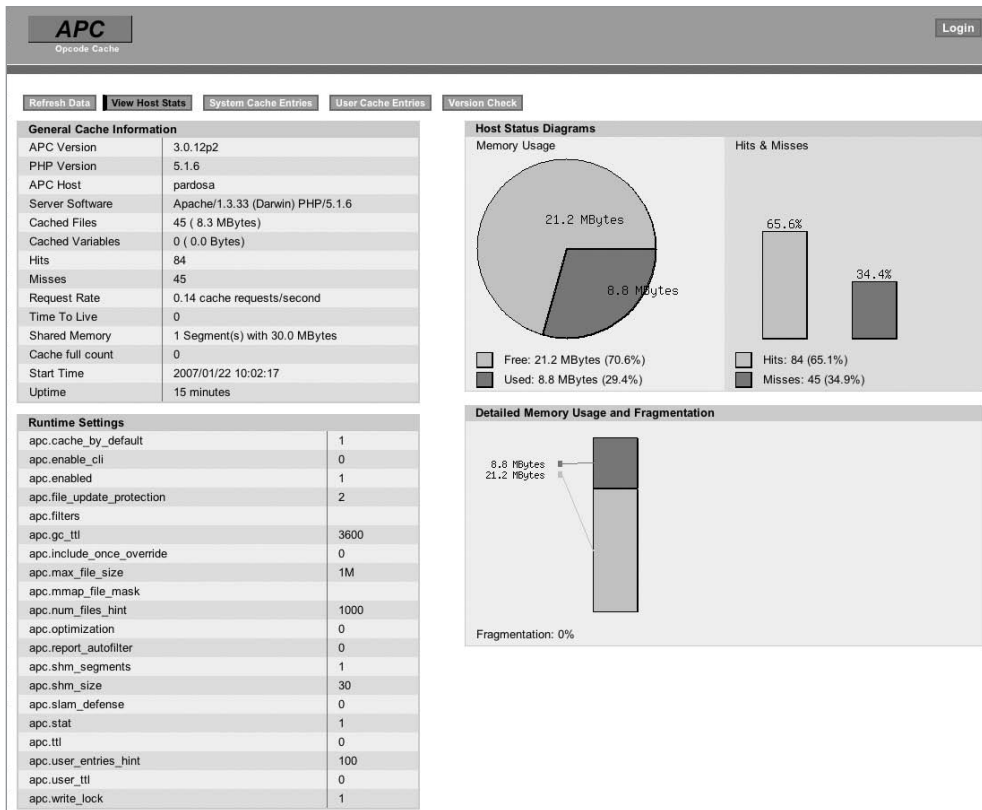 APC
Opcode Cache
Login
Refresh Data View Host Stats System Cache Entries User Cache Entries Version Check
General Cache Information
APC Version 3.0.12p2
PHP Version 5.1.6
APC Host pardosa
Server Software Apache/1.3.33 (Darwin) PHP/5.1.6
Cached Files 45 ( 8.3 MBytes)
Cached Variables 0 ( 0.0 Bytes)
Hits 84
Misses 45
Request Rate 0.14 cache requests/second
Time To Live 0
Shared Memory 1 Segment(s) with 30.0 MBytes
Cache full count 0
Start Time 2007/01/22 10:02:17
Uptime 15 minutes
Runtime Settings
apc.cache_by_default 1
apc.enable_cli 0
apc.enabled 1
apc.file_update_protection 2
apc.filters
apc.gc_ttl 3600
apc.include_once_override 0
apc.max_file_size 1M
apc.mmap_file_mask
apc.num_files_hint 1000
apc.optimization 0
apc.report_autofilter 0
apc.shm_segments 1
apc.shm_size 30
apc.slam_defense 0
apc.stat 1
apc.ttl 0
apc.user_entries_hint 100
apc.user_ttl 0
apc.write_lock 1
Host Status Diagrams
Memory Usage
21.2 MBytes
8.8 MBytes
Free: 21.2 MBytes (70.6%)
Used: 8.8 MBytes (29.4%)
Hits & Misses
65.6%
34.4%
Hits: 84 (65.1%)
Misses: 45 (34.9%)
Detailed Memory Usage and Fragmentation
8.8 MBytes
21.2 MBytes
Fragmentation: 0%